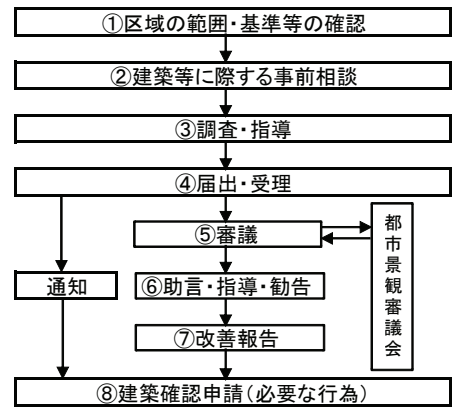 ①区域の範囲・基準等の確認
②建築等に際する事前相談
③調査・指導
④届出・受理
⑤審議
都市景観審議会
通知
⑥助言・指導・勧告
⑦改善報告
⑧建築確認申請(必要な行為)